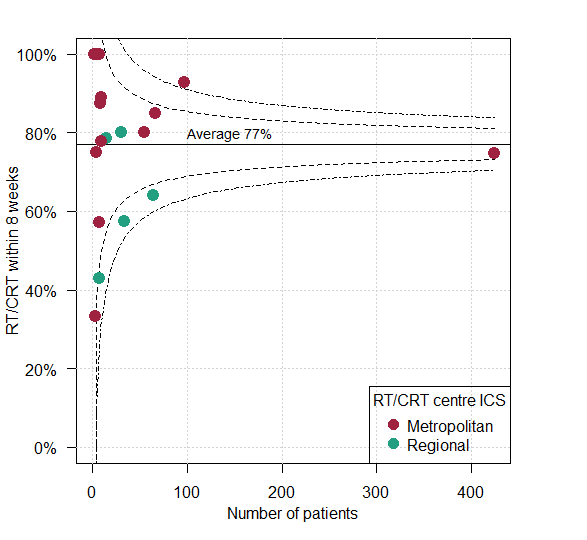 100%
80%
60%
40%
20%
0%
RT/CRT within 8 weeks
Average 77%
RT/CRT centre ICS
Metropolitan
Regional
0 100 200 300 400
Number of patients